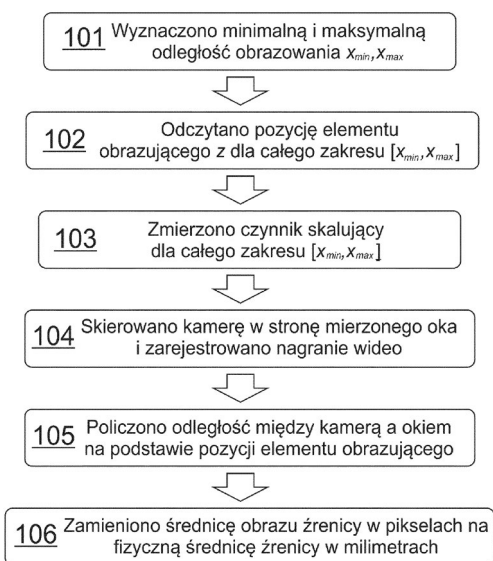 101 Wyznaczono minimalną i maksymalną
odległość obrazowania xmin,xmax
102 Odczytano pozycję elementu
obrazującego z dla całego zakresu [xmin,xmax]
103 Zmierzono czynnik skalujący
dla całego zakresu [xmin,xmax]
104 Skierowano kamerę w stronę mierzonego oka
i zarejestrowano nagranie wideo
105 Policzono odległość między kamerą a okiem
na podstawie pozycji elementu obrazującego
106 Zamieniono średnicę obrazu źrenicy w pikselach na
fizyczną średnicę źrenicy w milimetrach